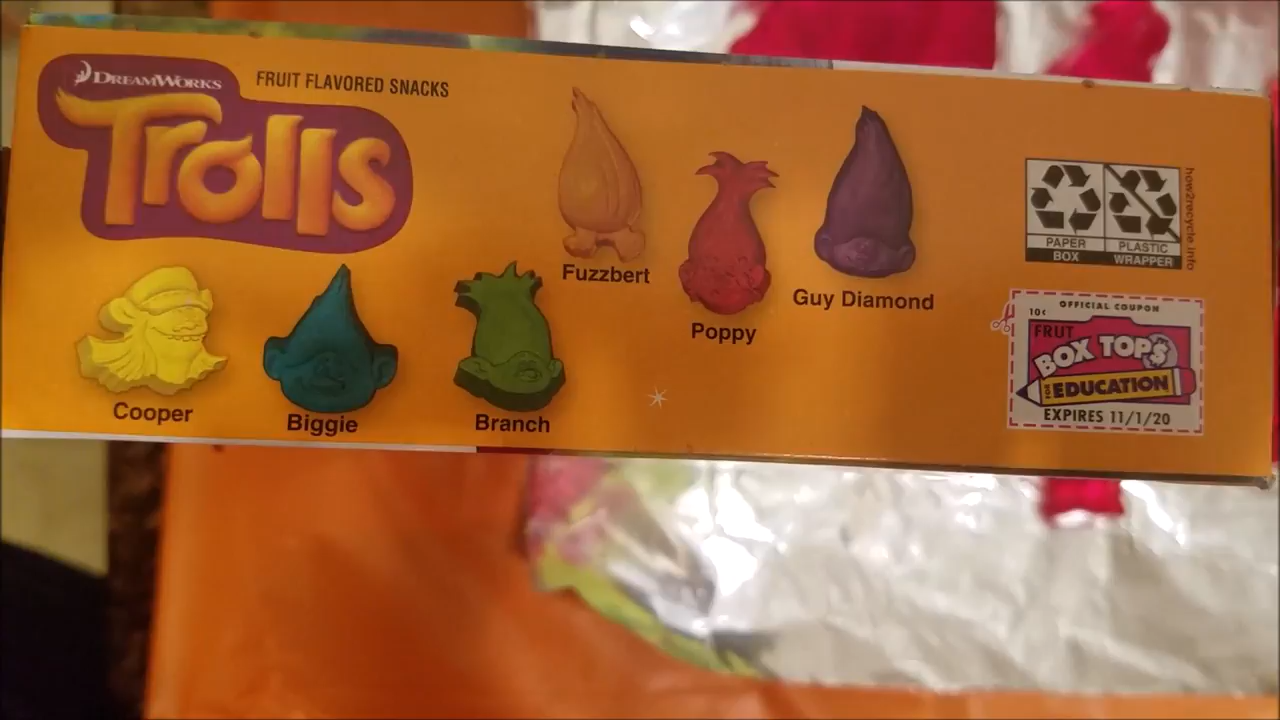 DREAMWORKS
Trolls
FRUIT FLAVORED SNACKS
Fuzzbert
Poppy
Guy Diamond
Cooper
Biggie
Branch
PAPER
BOX
PLASTIC
WRAPPER
how2recycle.info
OFFICIAL COUPON
10¢
FRUT
BOX TOPS
FOR EDUCATION
EXPIRES 11/1/20